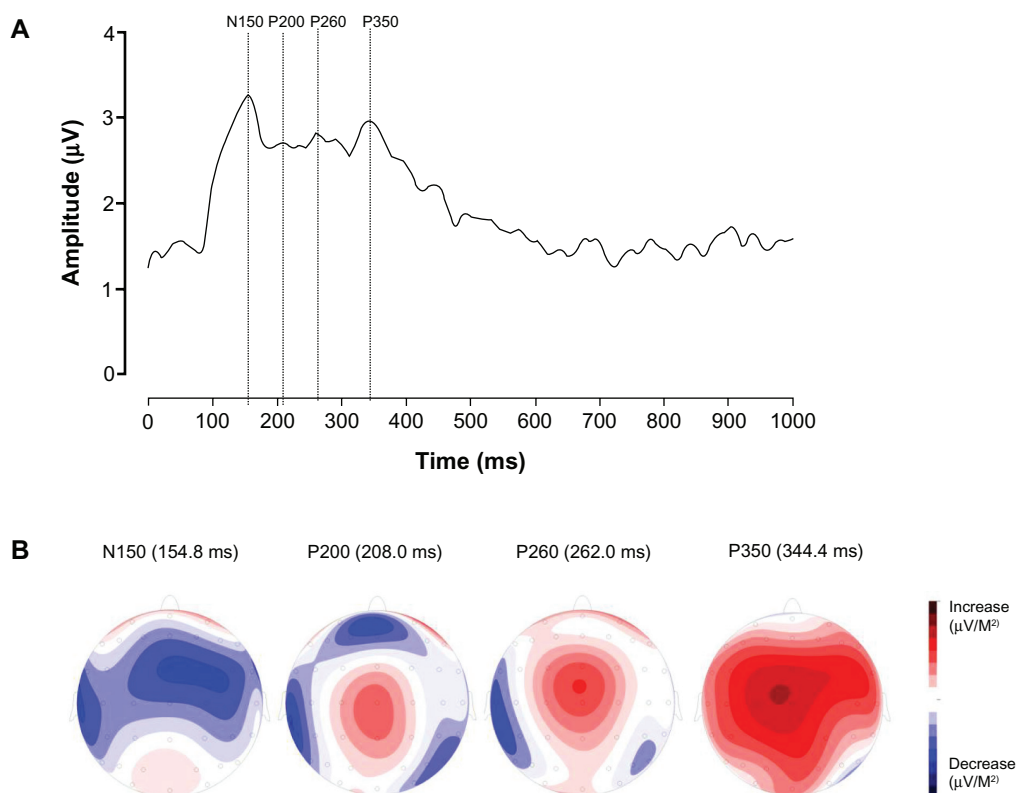 A
N150 P200 P260 P350
4
3
2
1
0
Amplitude (µV)
0 100 200 300 400 500 600 700 800 900 1000
Time (ms)
B
N150 (154.8 ms) P200 (208.0 ms) P260 (262.0 ms) P350 (344.4 ms)
Increase
(µV/M²)
Decrease
(µV/M²)